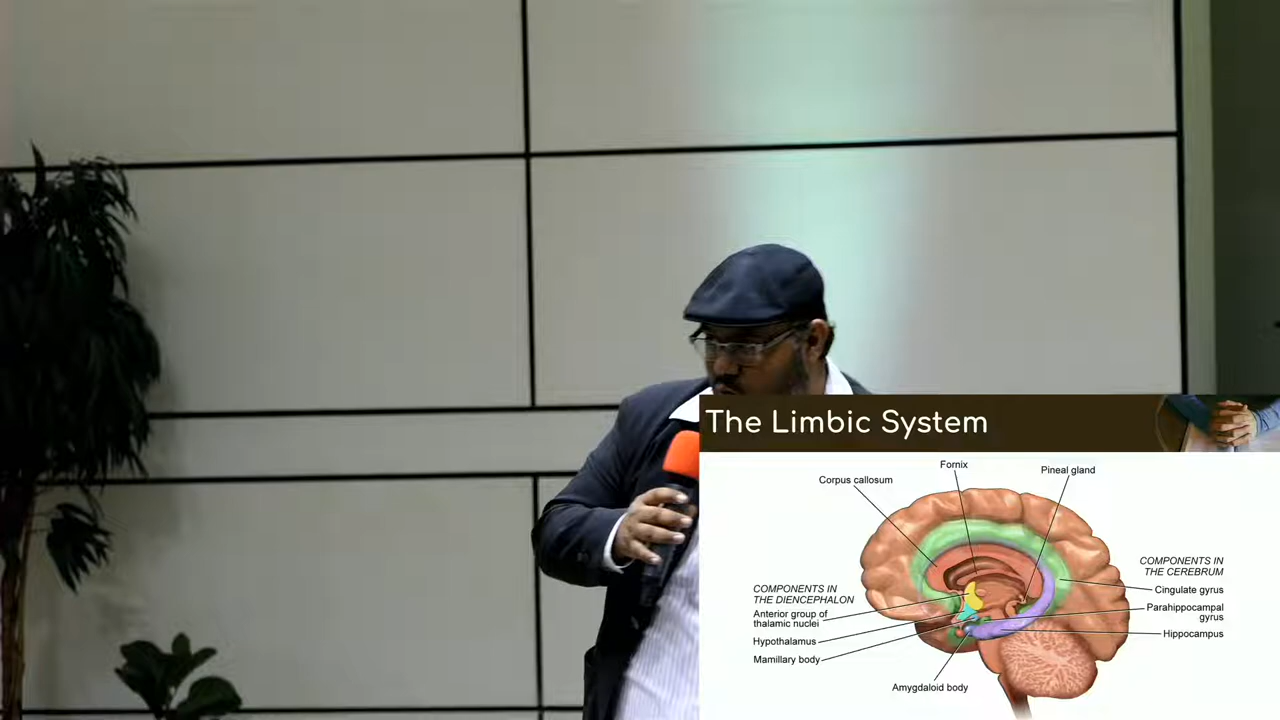 The Limbic System
Fornix
Pineal gland
Corpus callosum
COMPONENTS IN
THE CEREBRUM
Cingulate gyrus
Parahippocampal
gyrus
Hippocampus
COMPONENTS IN
THE DIENCEPHALON
Anterior group of
thalamic nuclei
Hypothalamus
Mamillary body
Amygdaloid body